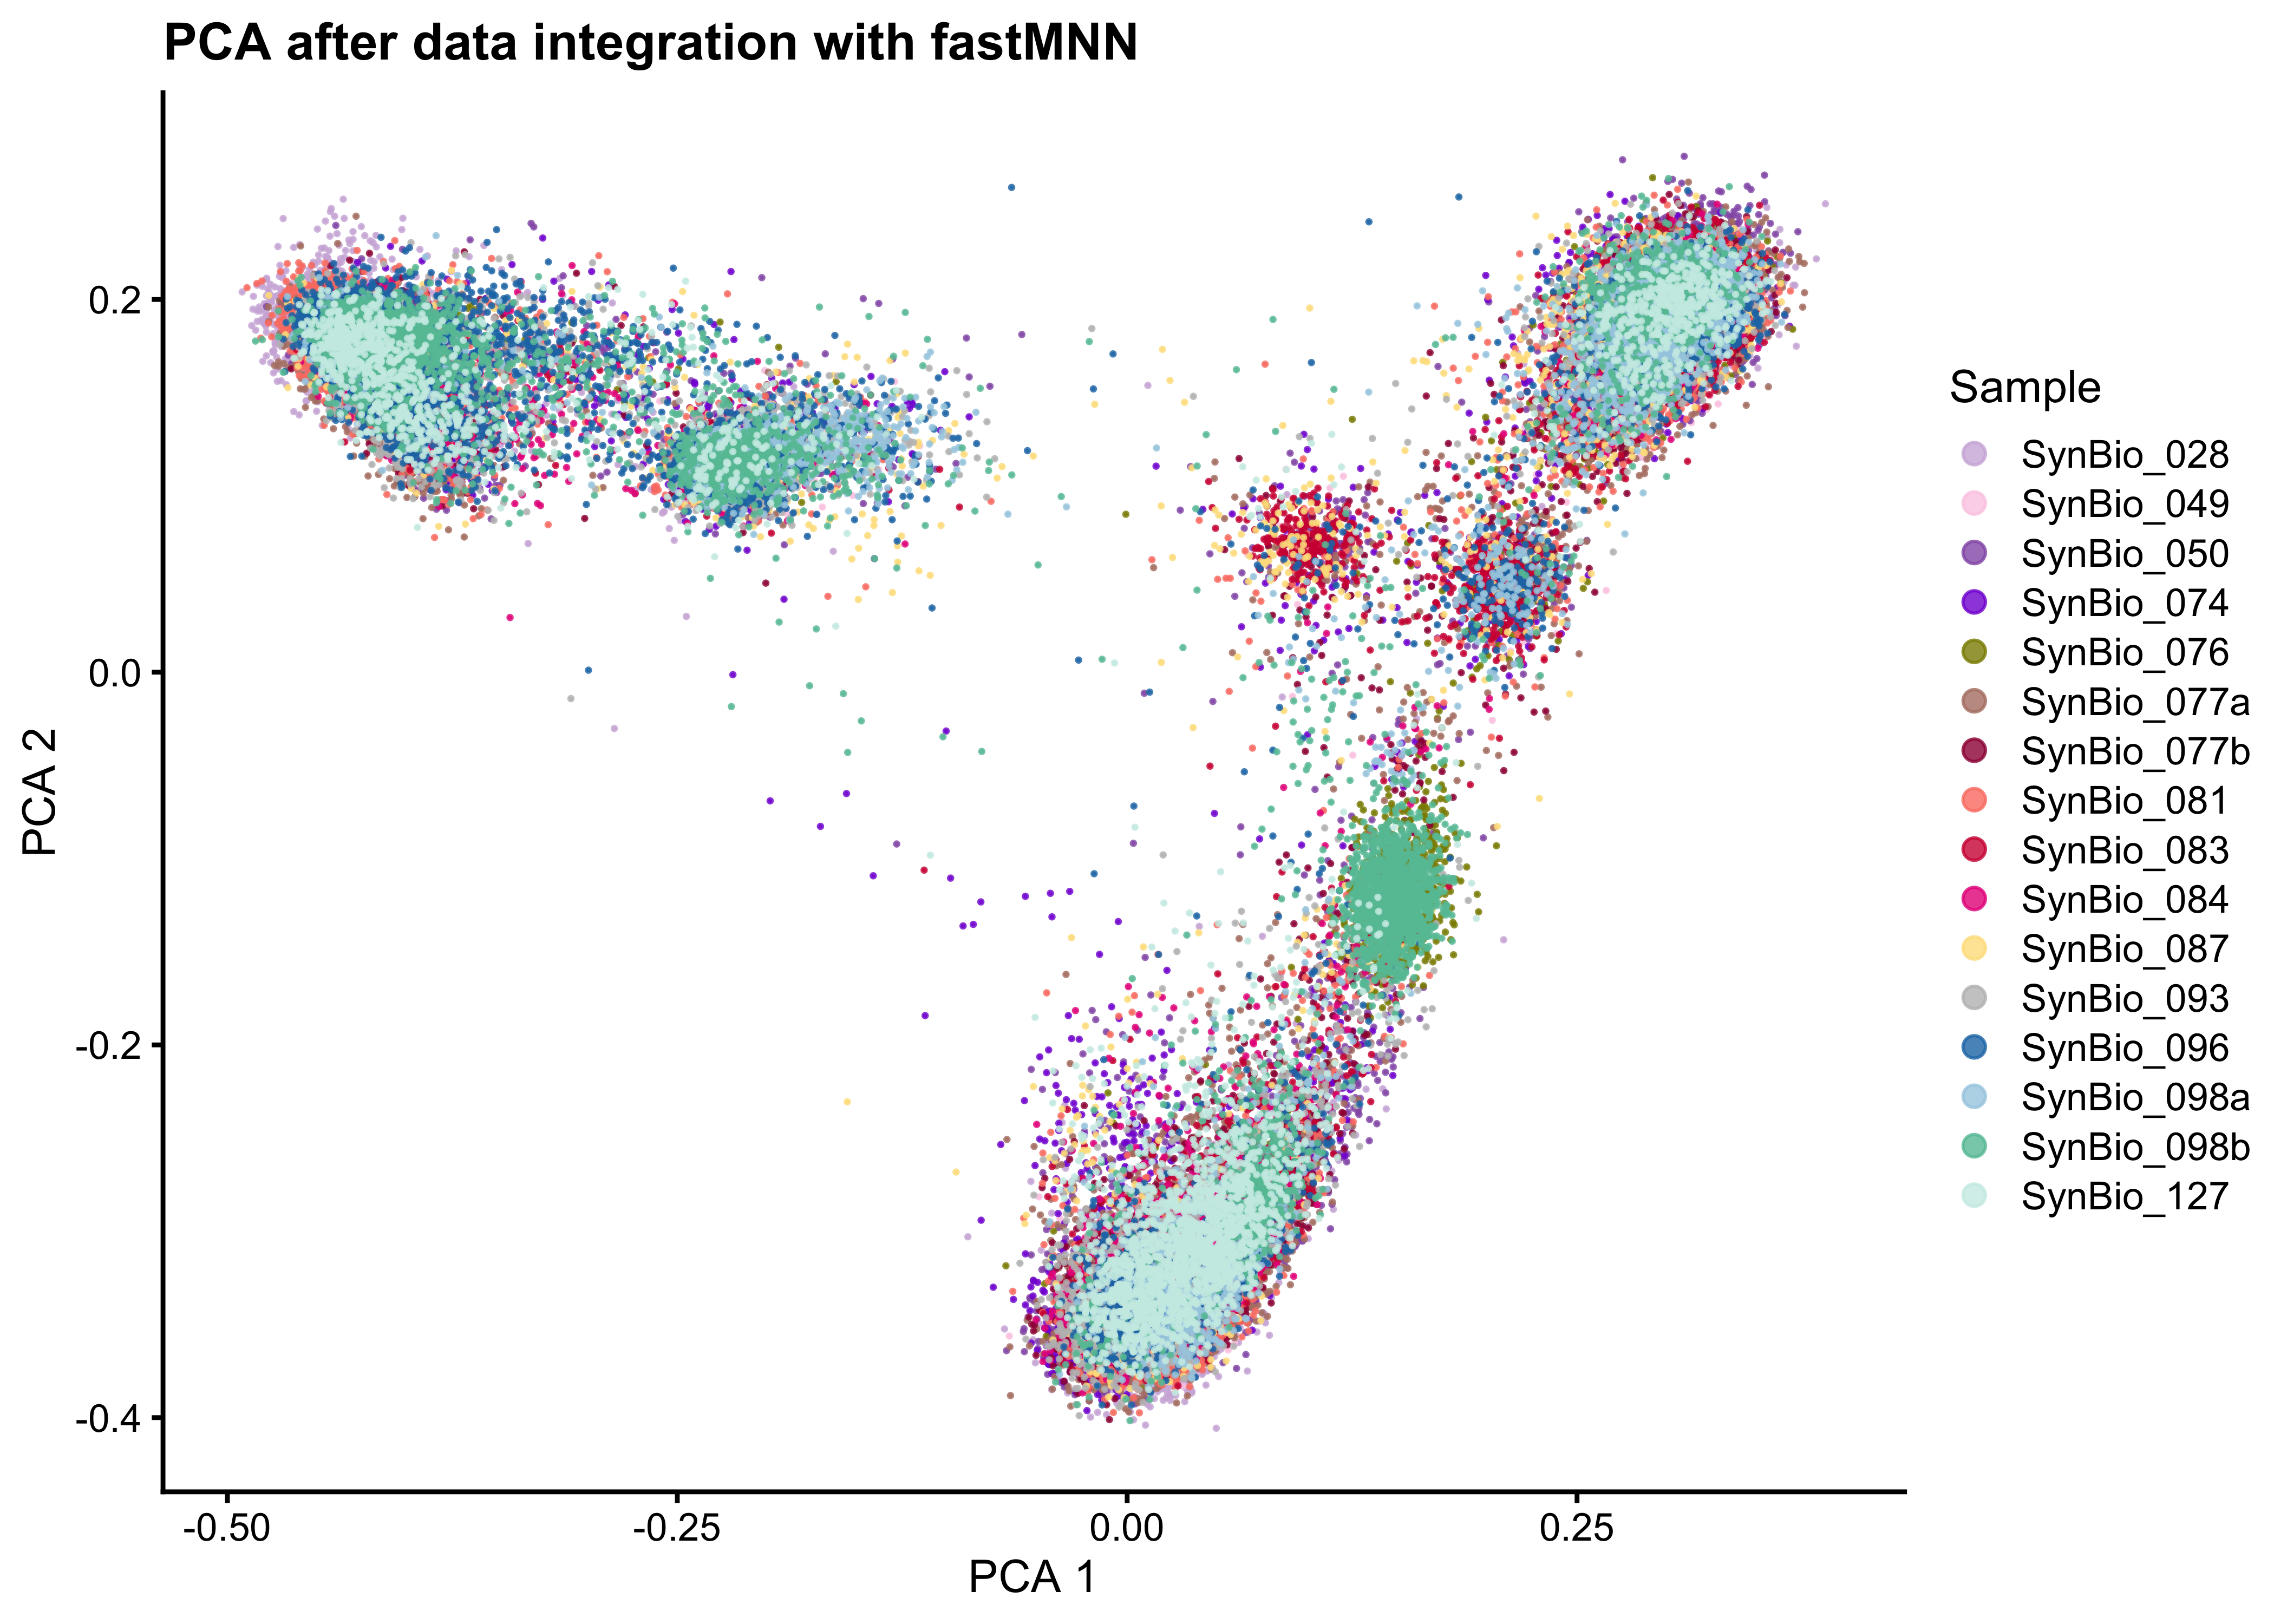 PCA after data integration with fastMNN
0.2
0.0
-0.2
-0.4
PCA 2
-0.50
-0.25
0.00
0.25
PCA 1
Sample
SynBio_028
SynBio_049
SynBio_050
SynBio_074
SynBio_076
SynBio_077a
SynBio_077b
SynBio_081
SynBio_083
SynBio_084
SynBio_087
SynBio_093
SynBio_096
SynBio_098a
SynBio_098b
SynBio_127